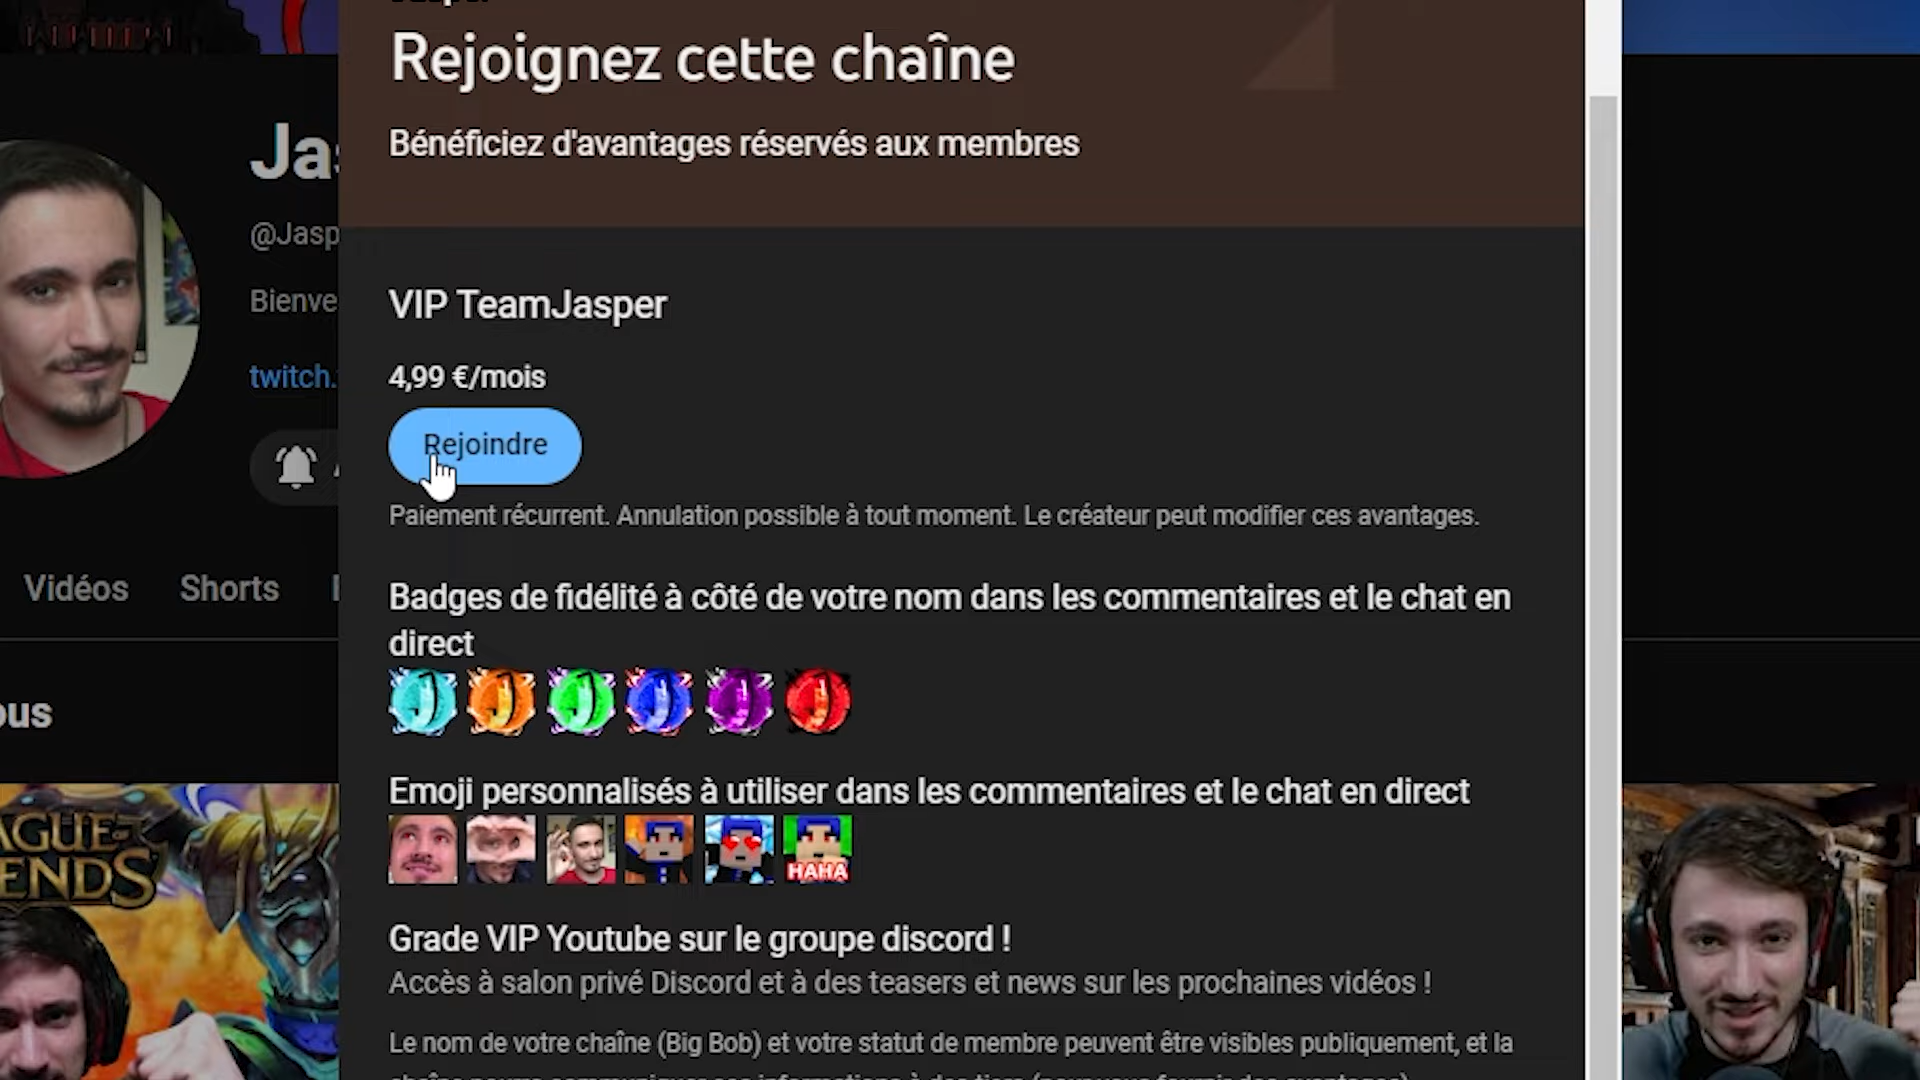 Rejoignez cette chaîne
Bénéficiez d'avantages réservés aux membres
@Jasp
Bienve
twitch.
VIP TeamJasper
4,99 €/mois
Rejoindre
Paiement récurrent. Annulation possible à tout moment. Le créateur peut modifier ces avantages.
Vidéos
Shorts
Badges de fidélité à côté de votre nom dans les commentaires et le chat en
direct
Emoji personnalisés à utiliser dans les commentaires et le chat en direct
HAHA
Grade VIP Youtube sur le groupe discord !
Accès à salon privé Discord et à des teasers et news sur les prochaines vidéos !
Le nom de votre chaîne (Big Bob) et votre statut de membre peuvent être visibles publiquement, et la